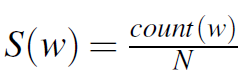 S(w) = count(w) / N